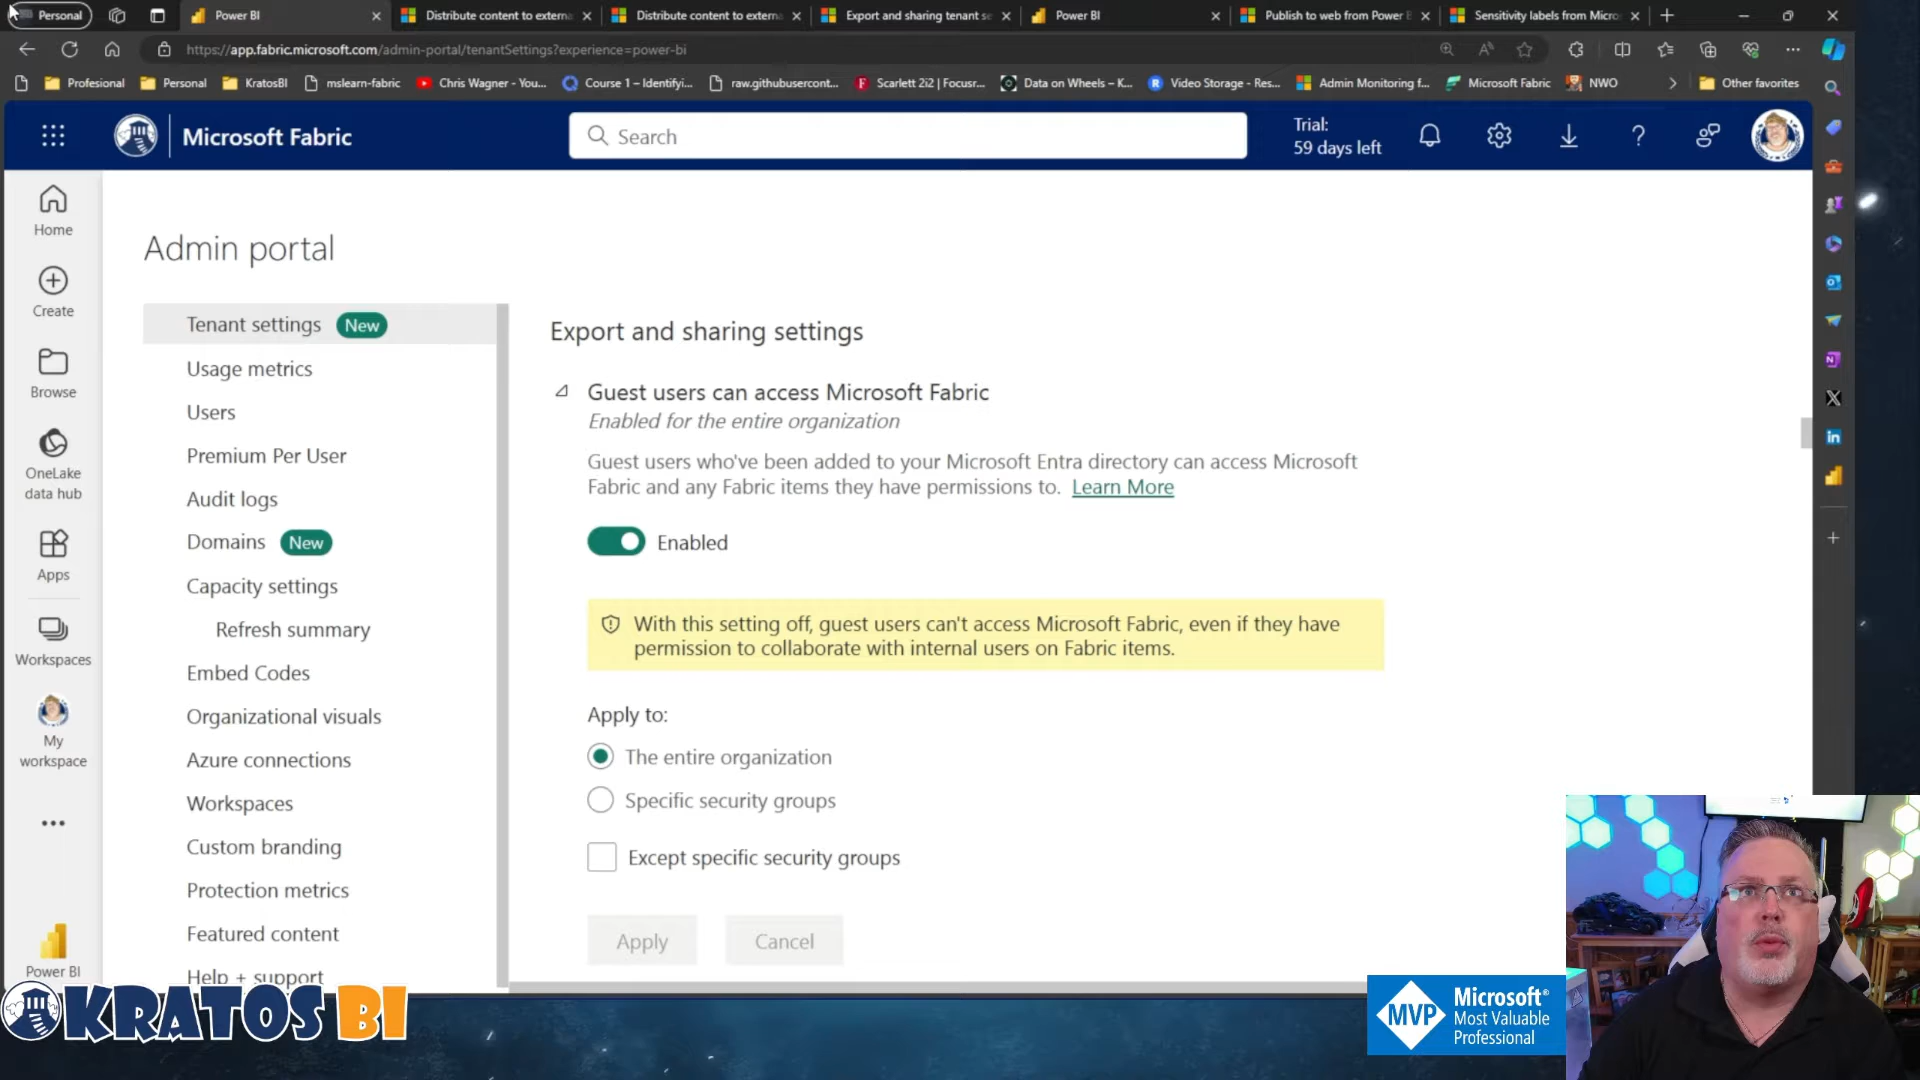 Personal
Power BI
Distribute content to externa
Distribute content to externa
Export and sharing tenant se
Power BI
Publish to web from Power B
Sensitivity labels from Micro
https://app.fabric.microsoft.com/admin-portal/tenantSettings?experience=power-bi
Profesional
Personal
KratosBI
mslearn-fabric
Chris Wagner - You...
Course 1 – Identifyi...
raw.githubusercont...
Scarlett 2i2 | Focusr...
Data on Wheels – K...
Video Storage - Res...
Admin Monitoring f...
Microsoft Fabric
NWO
Other favorites
Microsoft Fabric
Search
Trial:
59 days left
Home
Create
Browse
OneLake
data hub
Apps
Workspaces
My
workspace
Power BI
Admin portal
Tenant settings New
Usage metrics
Users
Premium Per User
Audit logs
Domains New
Capacity settings
Refresh summary
Embed Codes
Organizational visuals
Azure connections
Workspaces
Custom branding
Protection metrics
Featured content
Help + support
Export and sharing settings
Guest users can access Microsoft Fabric
Enabled for the entire organization
Guest users who've been added to your Microsoft Entra directory can access Microsoft
Fabric and any Fabric items they have permissions to. Learn More
Enabled
With this setting off, guest users can't access Microsoft Fabric, even if they have
permission to collaborate with internal users on Fabric items.
Apply to:
The entire organization
Specific security groups
Except specific security groups
Apply
Cancel
KRATOS BI
MVP
Microsoft®
Most Valuable
Professional